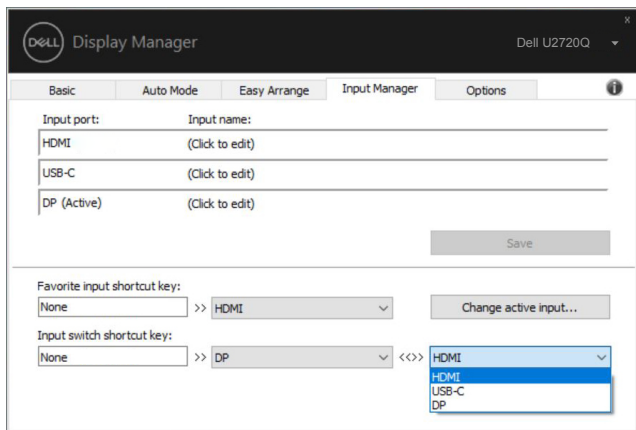 x
DELL Display Manager Dell U2720Q
Basic Auto Mode Easy Arrange Input Manager Options i
Input port: Input name:
HDMI (Click to edit)
USB-C (Click to edit)
DP (Active) (Click to edit)
Save
Favorite input shortcut key:
None >> HDMI Change active input...
Input switch shortcut key:
None >> DP <<>> HDMI
HDMI
USB-C
DP